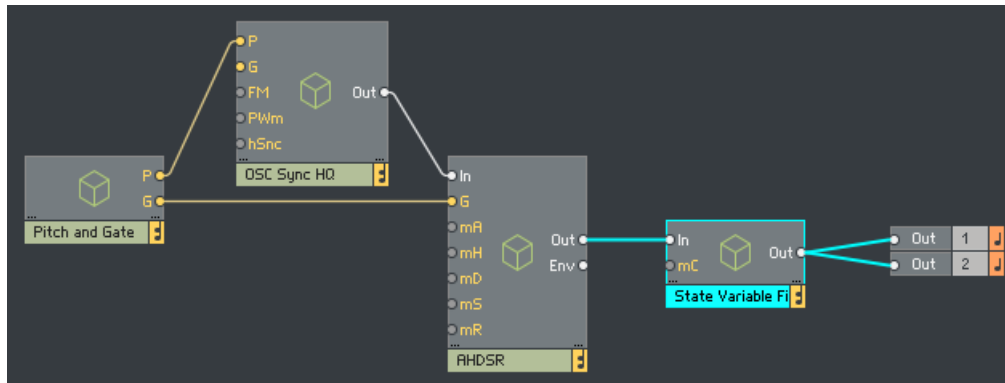 P
G
FM
PWm
hSnc
Out
...
...
OSC Sync HQ
P
G
...
...
Pitch and Gate
In
G
mA
mH
mD
mS
mR
Out
Env
...
...
AHDSR
In
mC
Out
...
...
State Variable Fi
Out 1
Out 2